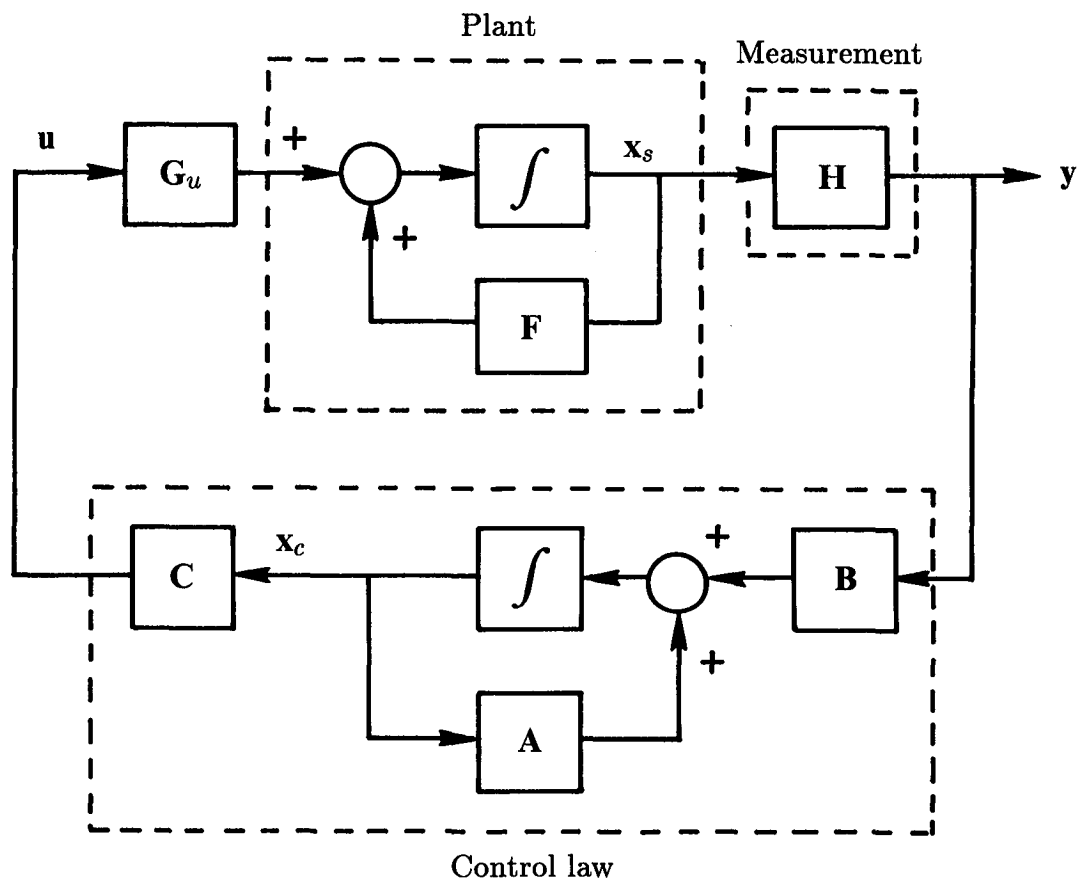 Plant
Measurement
u
G_u
+
∫
x_s
H
y
+
F
C
x_c
∫
+
B
+
A
Control law